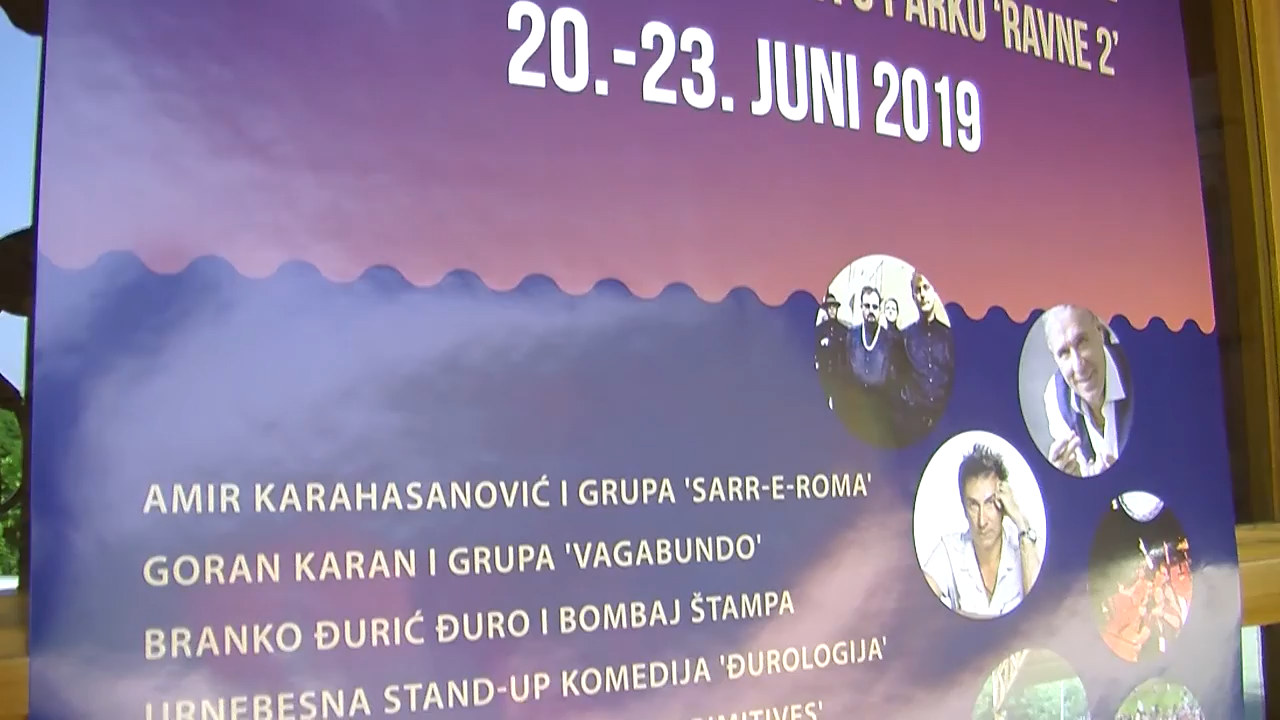 PARKU 'RAVNE 2'
20.-23. JUNI 2019
AMIR KARAHASANOVIĆ I GRUPA 'SARR-E-ROMA'
GORAN KARAN I GRUPA 'VAGABUNDO'
BRANKO ĐURIĆ ĐURO I BOMBAJ ŠTAMPA
URNEBESNA STAND-UP KOMEDIJA 'ĐUROLOGIJA'